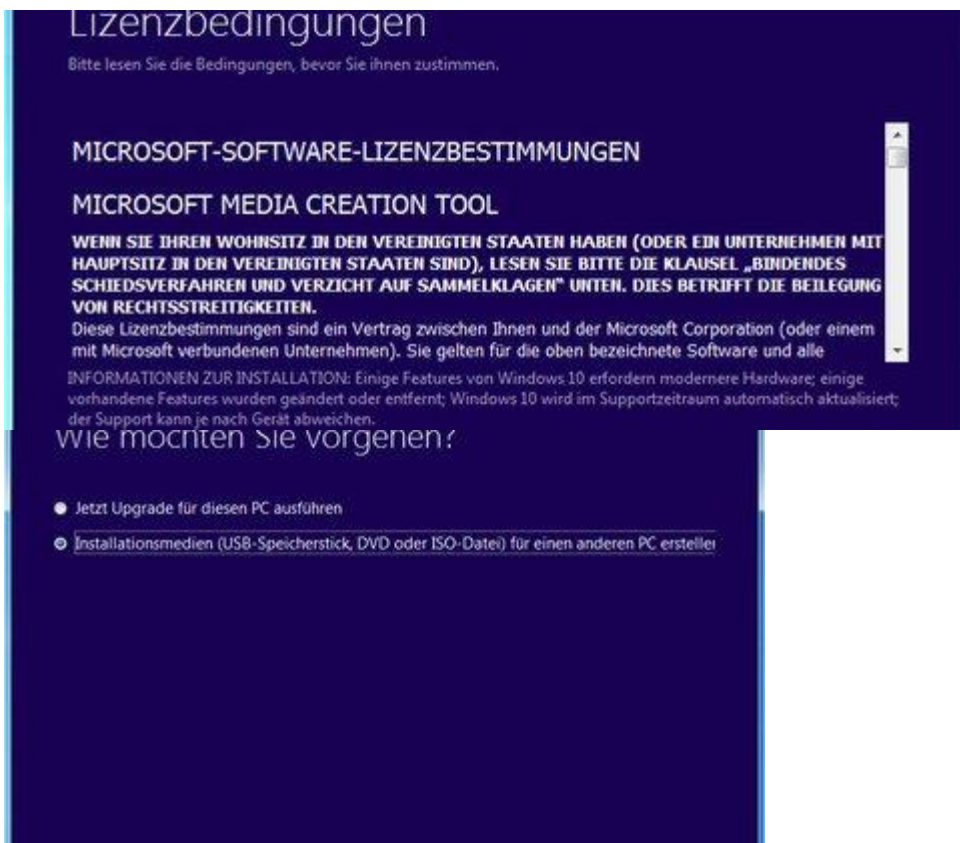 Lizenzbedingungen
Bitte lesen Sie die Bedingungen, bevor Sie ihnen zustimmen.
MICROSOFT-SOFTWARE-LIZENZBESTIMMUNGEN
MICROSOFT MEDIA CREATION TOOL
WENN SIE IHREN WOHNSITZ IN DEN VEREINIGTEN STAATEN HABEN (ODER EIN UNTERNEHMEN MIT
HAUPTSITZ IN DEN VEREINIGTEN STAATEN SIND), LESEN SIE BITTE DIE KLAUSEL „BINDENDES
SCHIEDSVERFAHREN UND VERZICHT AUF SAMMELKLAGEN“ UNTEN. DIES BETRIFFT DIE BEILEGUNG
VON RECHTSSTREITIGKEITEN.
Diese Lizenzbestimmungen sind ein Vertrag zwischen Ihnen und der Microsoft Corporation (oder einem
mit Microsoft verbundenen Unternehmen). Sie gelten für die oben bezeichnete Software und alle
INFORMATIONEN ZUR INSTALLATION: Einige Features von Windows 10 erfordern modernere Hardware; einige
vorhandene Features wurden geändert oder entfernt; Windows 10 wird im Supportzeitraum automatisch aktualisiert;
der Support kann je nach Gerät abweichen.
Wie möchten Sie vorgehen?
Jetzt Upgrade für diesen PC ausführen
Installationsmedien (USB-Speicherstick, DVD oder ISO-Datei) für einen anderen PC erstellen